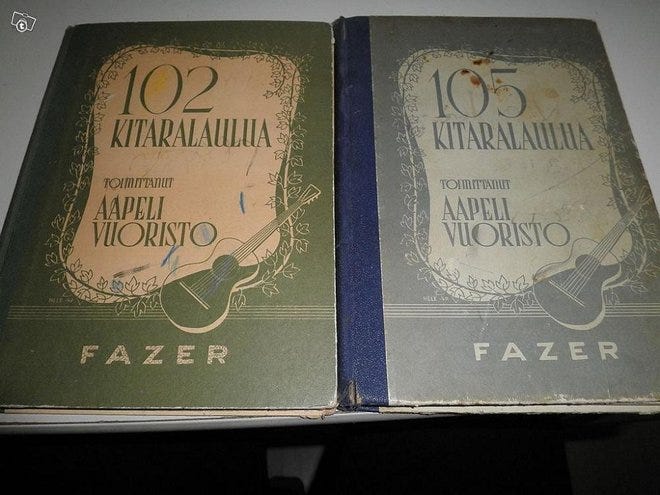 102
KITARALAULUA
TOIMITTANUT
AAPELI
VUORISTO
FAZER
105
KITARALAULUA
TOIMITTANUT
AAPELI
VUORISTO
FAZER